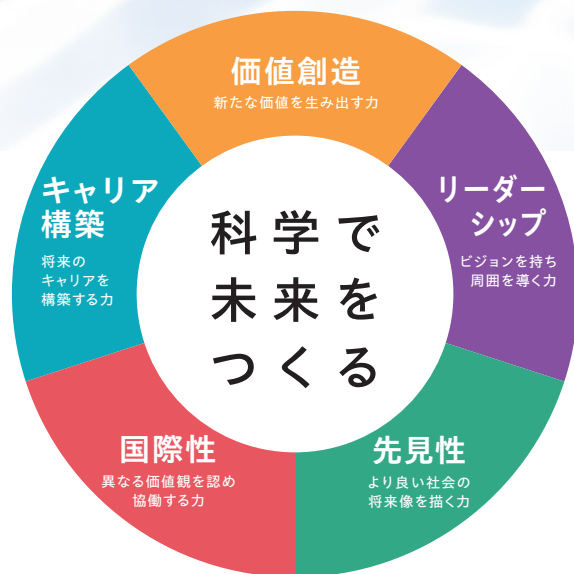 価値創造
新たな価値を生み出す力
リーダー
シップ
ビジョンを持ち
周囲を導く力
先見性
より良い社会の
将来像を描く力
国際性
異なる価値観を認め
協働する力
キャリア
構築
将来の
キャリアを
構築する力
科学で
未来を
つくる